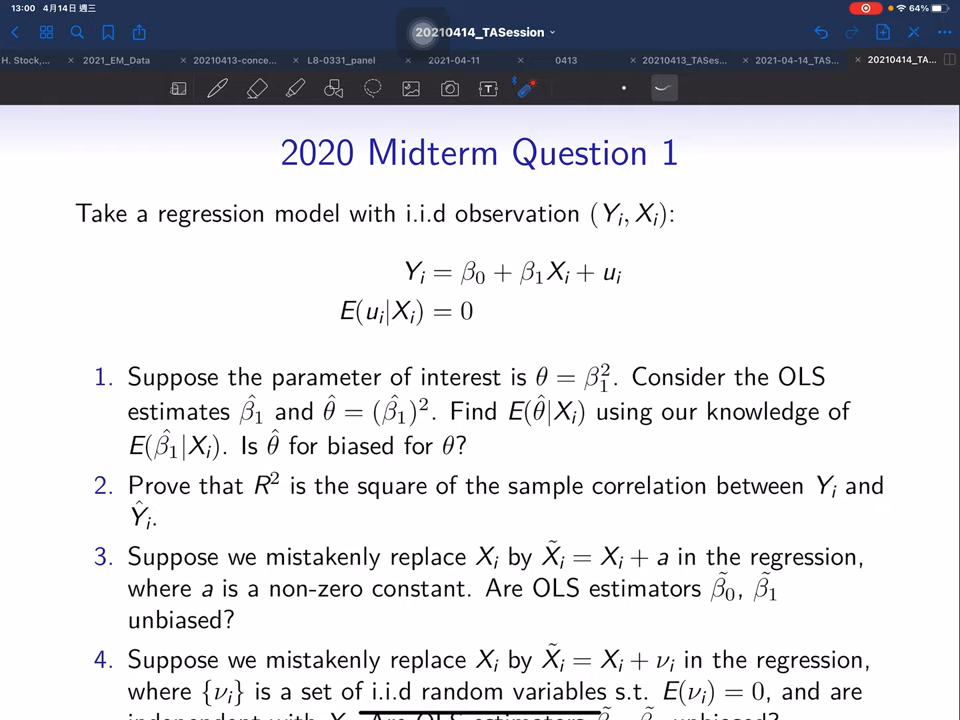 13:00 4月14日 週三
64%
20210414_TASession
H. Stock,...
2021_EM_Data
20210413-conce...
L8-0331_panel
2021-04-11
0413
20210413_TASes...
2021-04-14_TAS...
20210414_TA...
2020 Midterm Question 1
Take a regression model with i.i.d observation (Yᵢ, Xᵢ):
Yᵢ = β₀ + β₁Xᵢ + uᵢ
E(uᵢ|Xᵢ) = 0
1. Suppose the parameter of interest is θ = β₁². Consider the OLS
estimates β̂₁ and θ̂ = (β̂₁)². Find E(θ̂|Xᵢ) using our knowledge of
E(β̂₁|Xᵢ). Is θ̂ for biased for θ?
2. Prove that R² is the square of the sample correlation between Yᵢ and
Ŷᵢ.
3. Suppose we mistakenly replace Xᵢ by X̃ᵢ = Xᵢ + a in the regression,
where a is a non-zero constant. Are OLS estimators β̃₀, β̃₁
unbiased?
4. Suppose we mistakenly replace Xᵢ by X̃ᵢ = Xᵢ + νᵢ in the regression,
where {νᵢ} is a set of i.i.d random variables s.t. E(νᵢ) = 0, and are